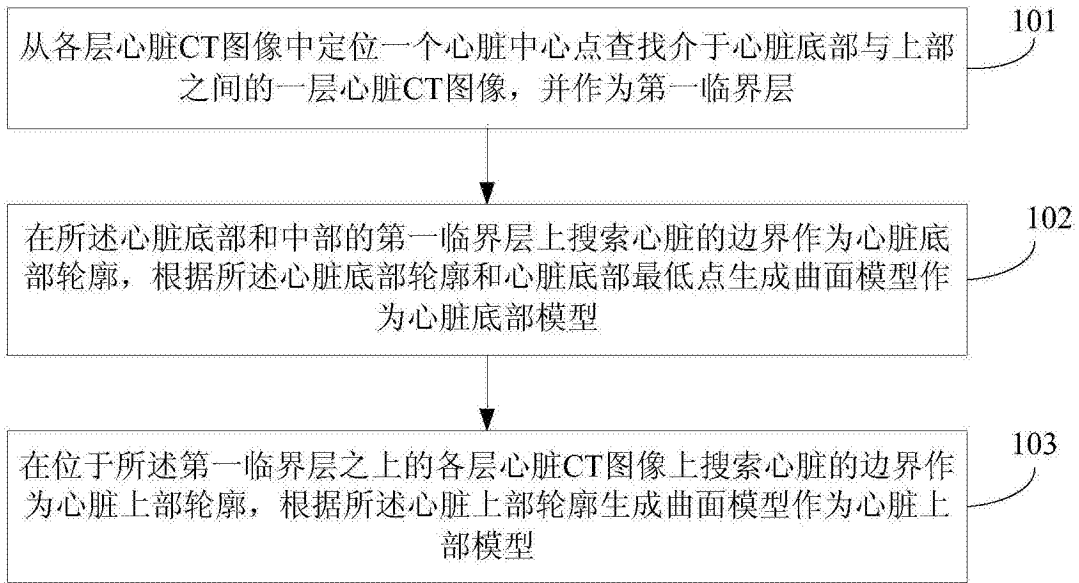 101
从各层心脏CT图像中定位一个心脏中心点查找介于心脏底部与上部
之间的一层心脏CT图像，并作为第一临界层
102
在所述心脏底部和中部的第一临界层上搜索心脏的边界作为心脏底
部轮廓，根据所述心脏底部轮廓和心脏底部最低点生成曲面模型作
为心脏底部模型
103
在位于所述第一临界层之上的各层心脏CT图像上搜索心脏的边界作
为心脏上部轮廓，根据所述心脏上部轮廓生成曲面模型作为心脏上
部模型